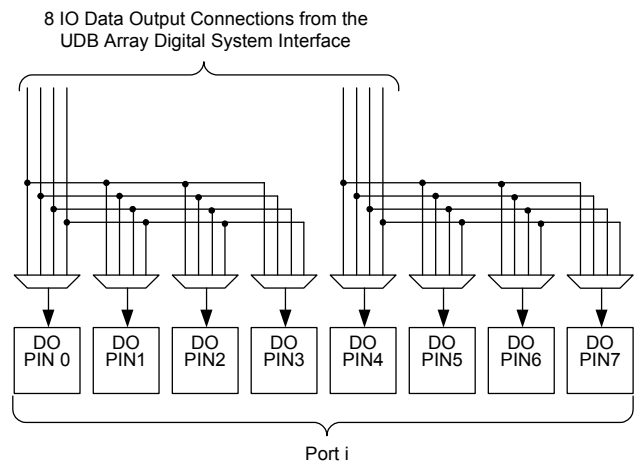 8 IO Data Output Connections from the
UDB Array Digital System Interface
DO
PIN 0
DO
PIN1
DO
PIN2
DO
PIN3
DO
PIN4
DO
PIN5
DO
PIN6
DO
PIN7
Port i